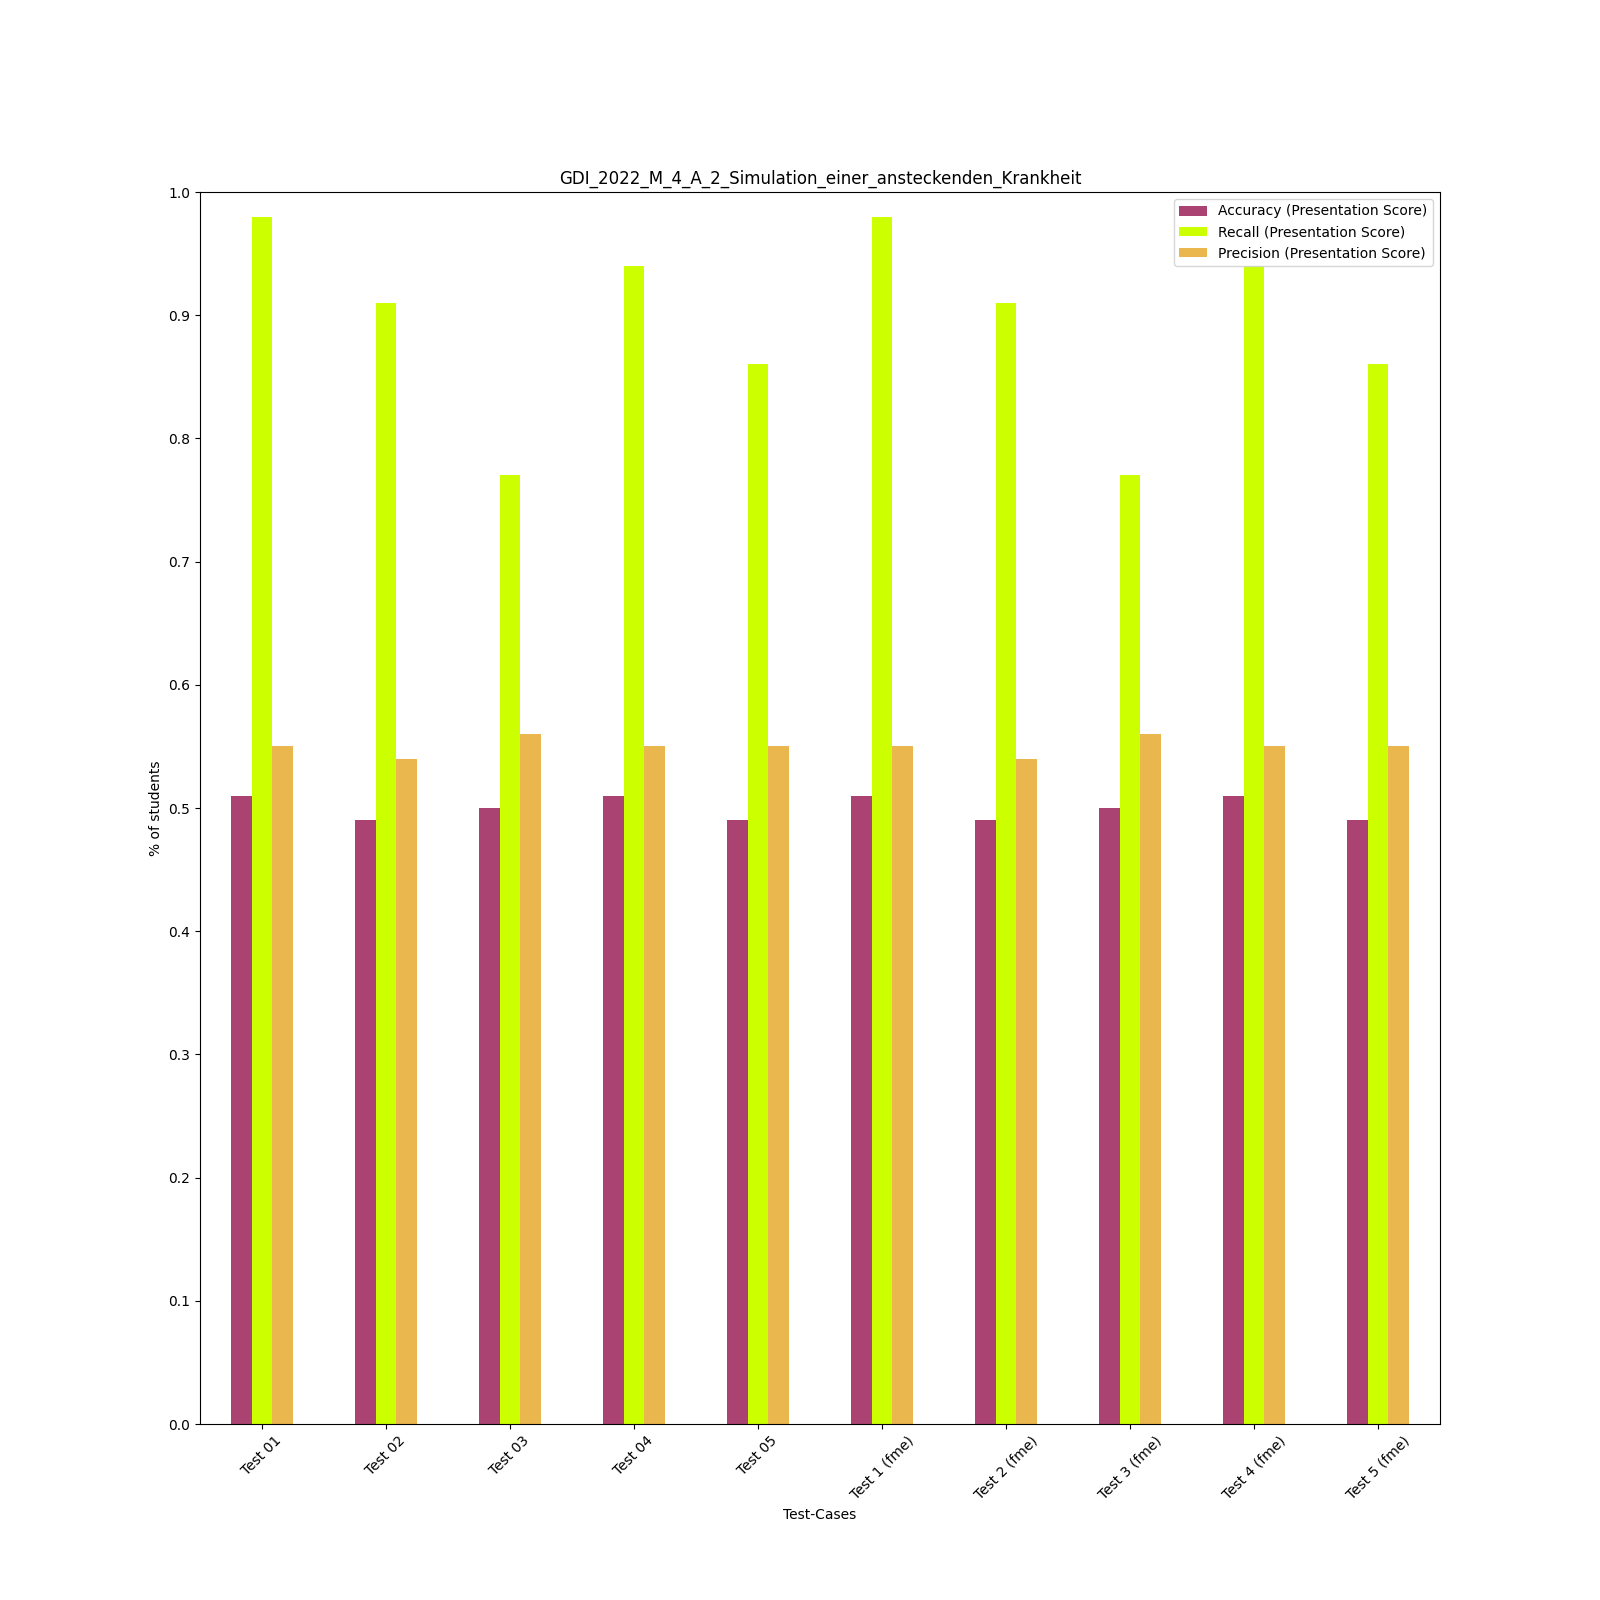 GDI_2022_M_4_A_2_Simulation_einer_ansteckenden_Krankheit
Accuracy (Presentation Score)
Recall (Presentation Score)
Precision (Presentation Score)
1.0
0.9
0.8
0.7
0.6
0.5
0.4
0.3
0.2
0.1
0.0
% of students
Test 01
Test 02
Test 03
Test 04
Test 05
Test 1 (fme)
Test 2 (fme)
Test 3 (fme)
Test 4 (fme)
Test 5 (fme)
Test-Cases